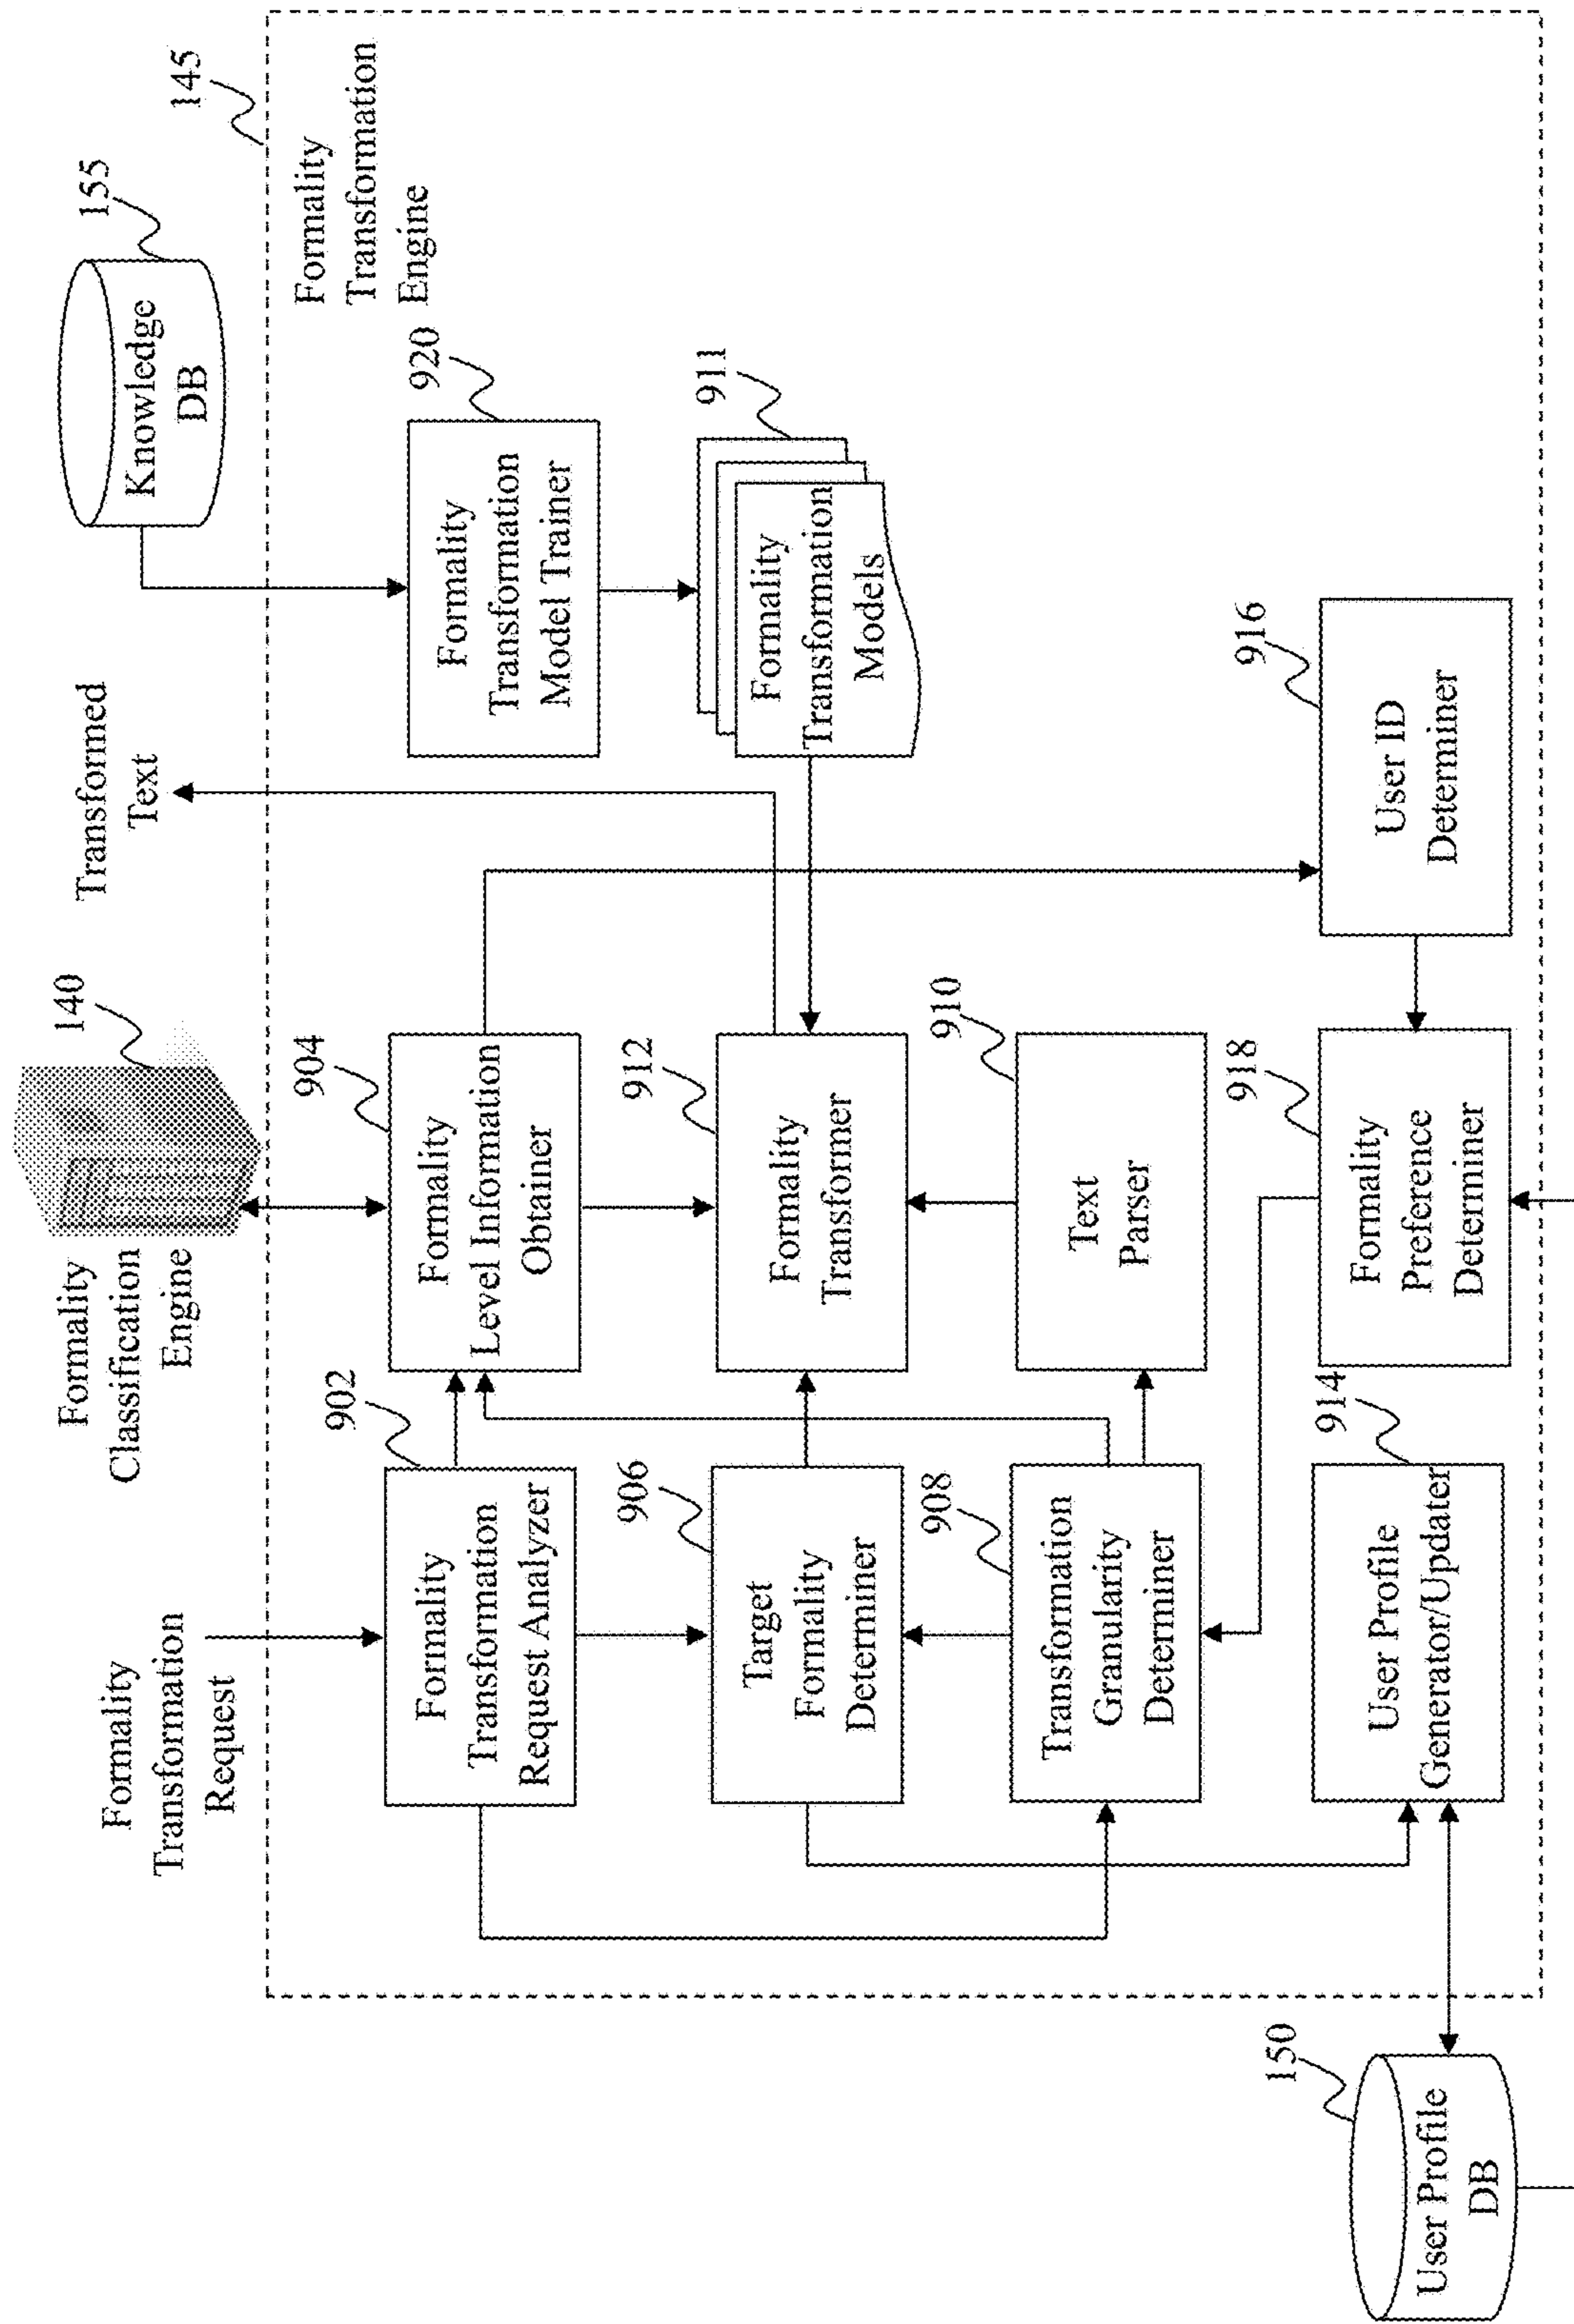 Formality
Transformation
Request
Formality
Classification
Engine
140
Transformed
Text
Knowledge
DB
155
145
Formality
Transformation
Engine
902
Formality
Transformation
Request Analyzer
904
Formality
Level Information
Obtainer
920
Formality
Transformation
Model Trainer
906
Target
Formality
Determiner
912
Formality
Transformer
911
Formality
Transformation
Models
908
Transformation
Granularity
Determiner
910
Text
Parser
914
User Profile
Generator/Updater
918
Formality
Preference
Determiner
916
User ID
Determiner
150
User Profile
DB